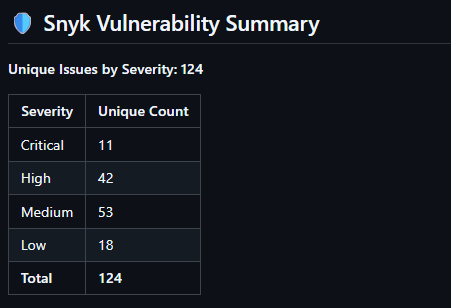 Snyk Vulnerability Summary
Unique Issues by Severity: 124
Severity Unique Count
Critical 11
High 42
Medium 53
Low 18
Total 124